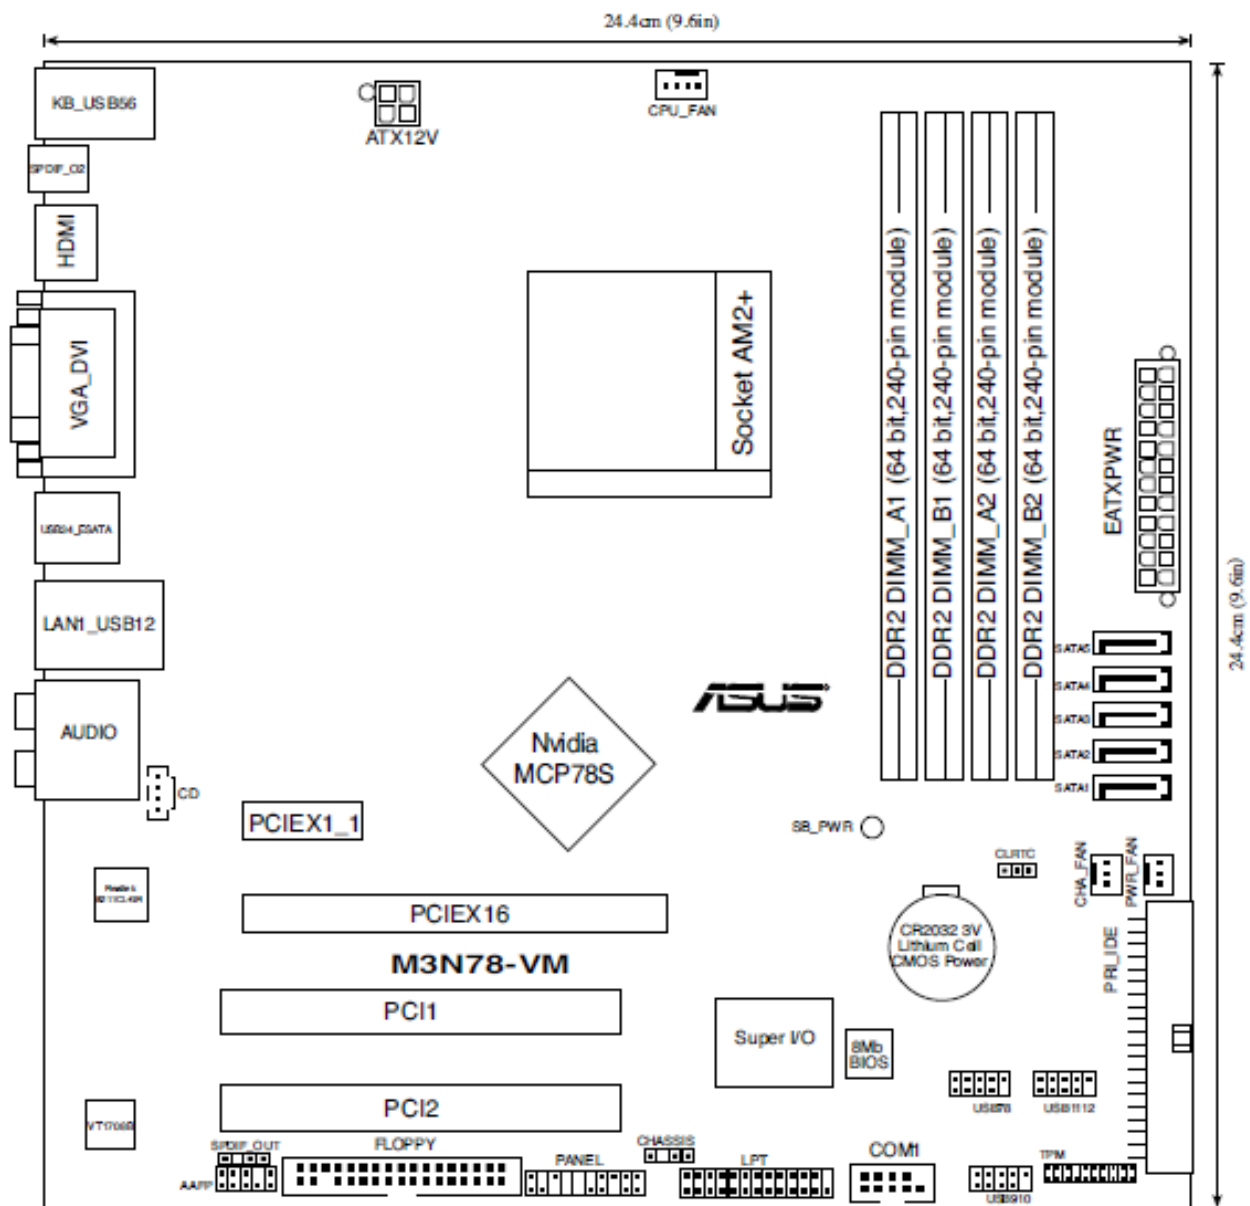 24.4cm (9.6in)
KB_USB56
ATX12V
CPU_FAN
SPDIF_O2
HDMI
VGA_DVI
Socket AM2+
DDR2 DIMM_A1 (64 bit,240-pin module)
DDR2 DIMM_B1 (64 bit,240-pin module)
DDR2 DIMM_A2 (64 bit,240-pin module)
DDR2 DIMM_B2 (64 bit,240-pin module)
EATXPWR
24.4cm (9.6in)
USB34_ESATA
LAN1_USB12
SATA5
SATA4
SATA3
SATA2
SATA1
ASUS
AUDIO
CD
Nvidia
MCP78S
PCIEX1_1
SB_PWR
CLRTC
CHA_FAN
PWR_FAN
PCIEX16
CR2032 3V
Lithium Cell
CMOS Power
PRI_IDE
M3N78-VM
PCI1
Super I/O
8Mb
BIOS
PCI2
USB78
USB1112
VT1708B
SPDIF_OUT
FLOPPY
CHASSIS
PANEL
LPT
COM1
TPM
AAFP
USB910